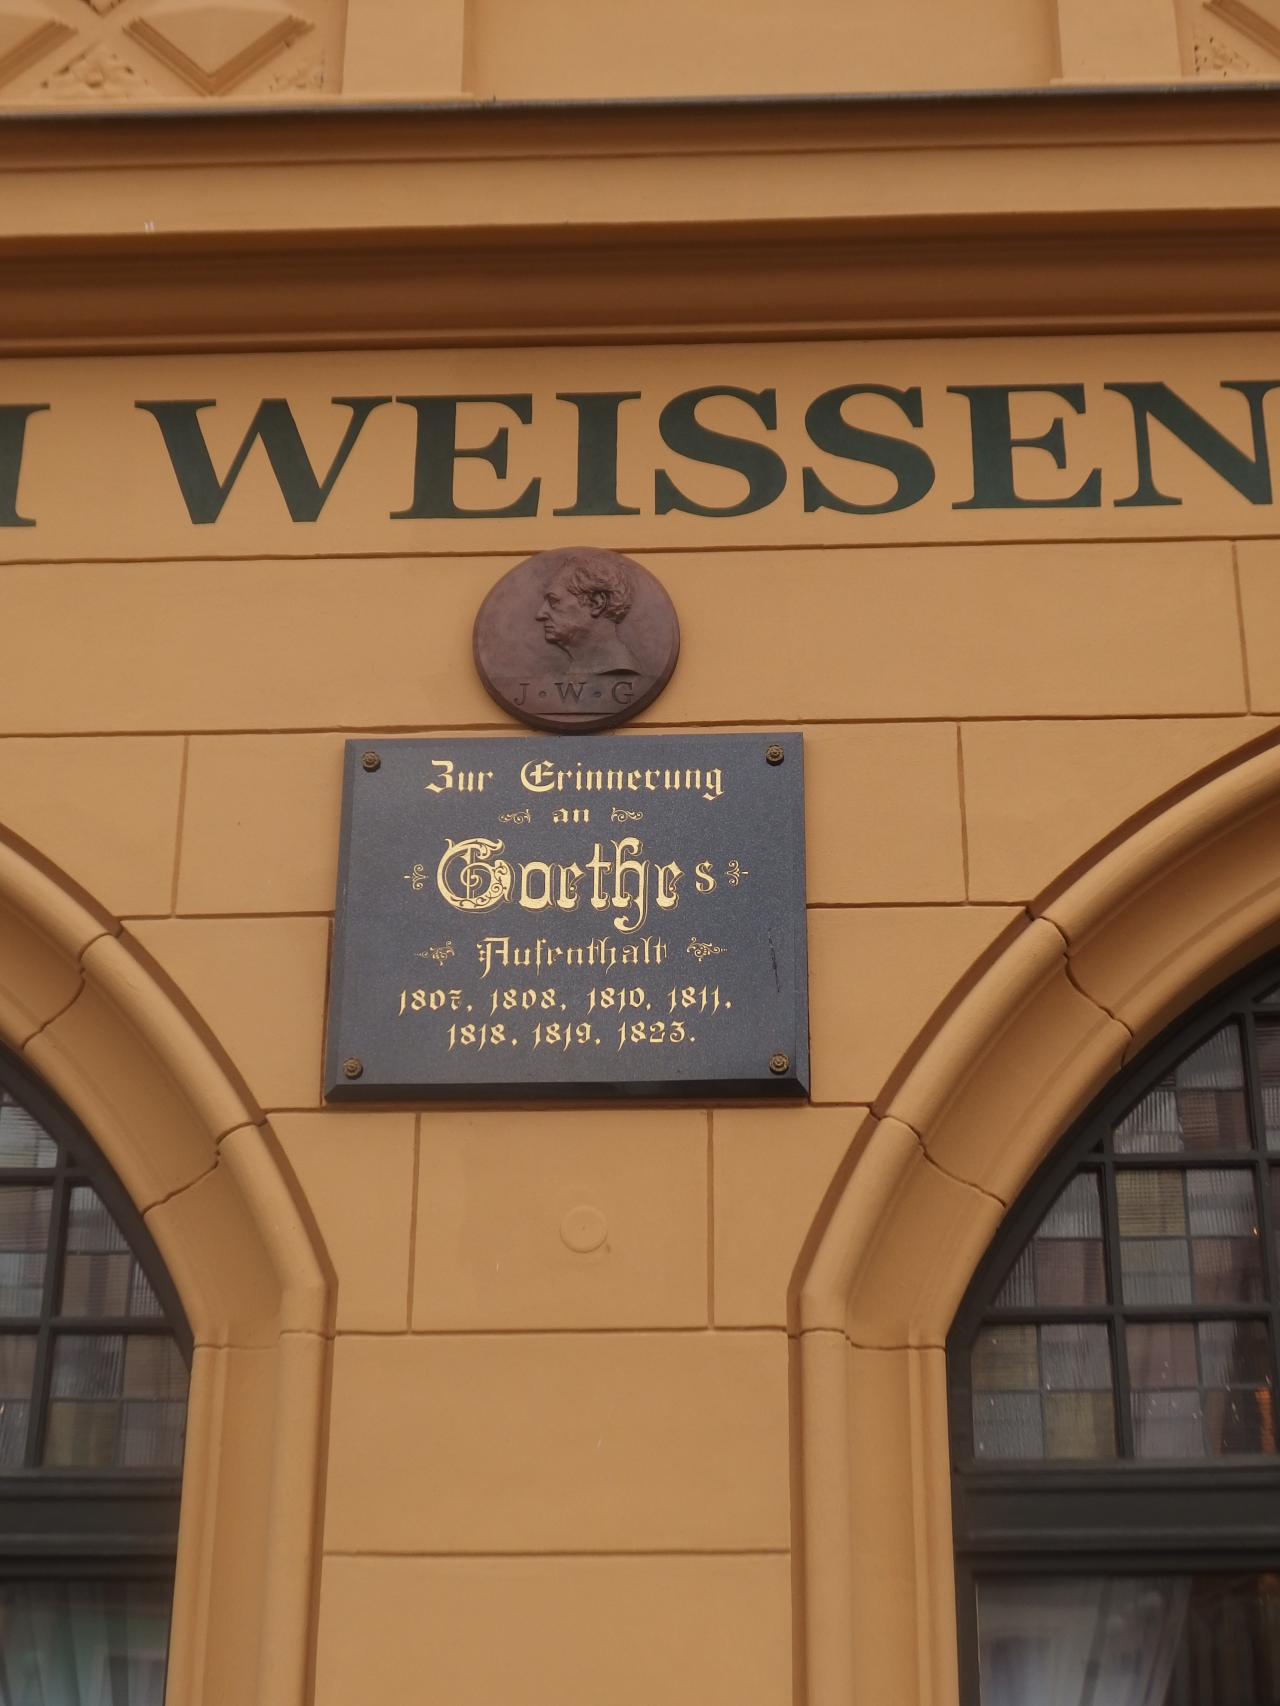 WEISSEN
J·W·G
Zur Erinnerung
an
Goethes
Aufenthalt
1807, 1808, 1810, 1811,
1818, 1819, 1823.